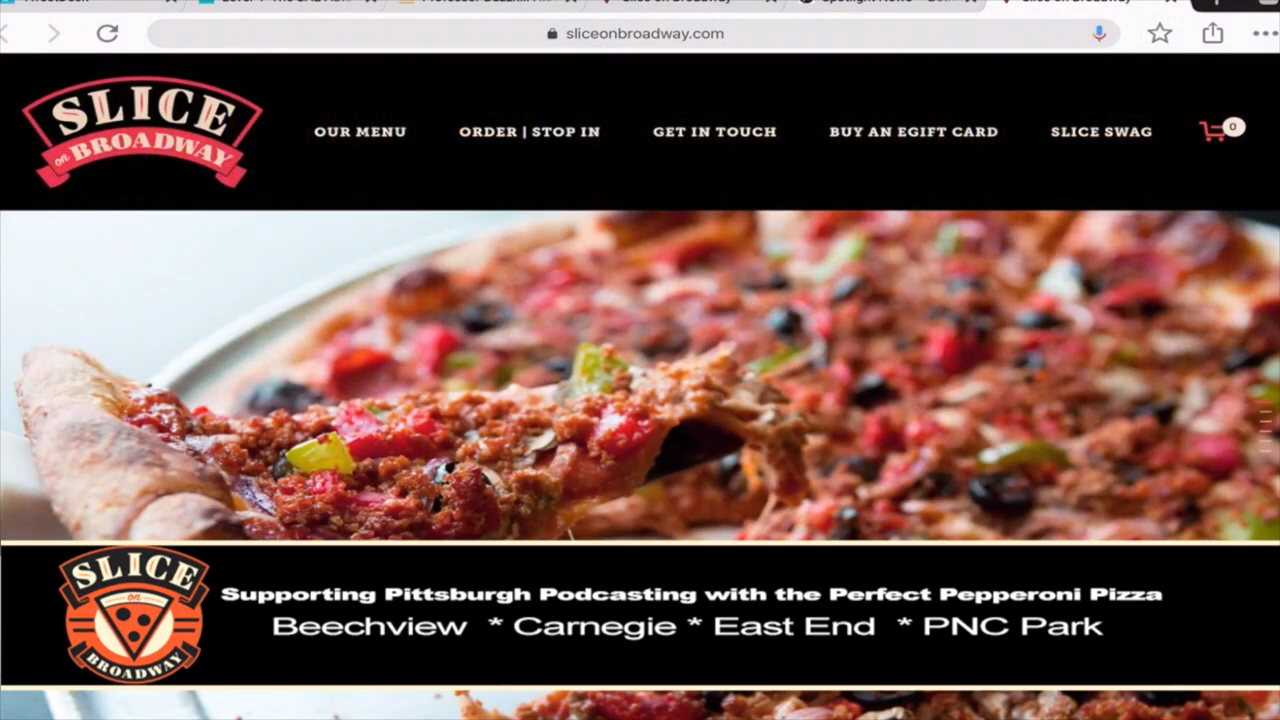 sliceonbroadway.com
SLICE
on BROADWAY
OUR MENU
ORDER | STOP IN
GET IN TOUCH
BUY AN EGIFT CARD
SLICE SWAG
0
SLICE
on
BROADWAY
Supporting Pittsburgh Podcasting with the Perfect Pepperoni Pizza
Beechview * Carnegie * East End * PNC Park